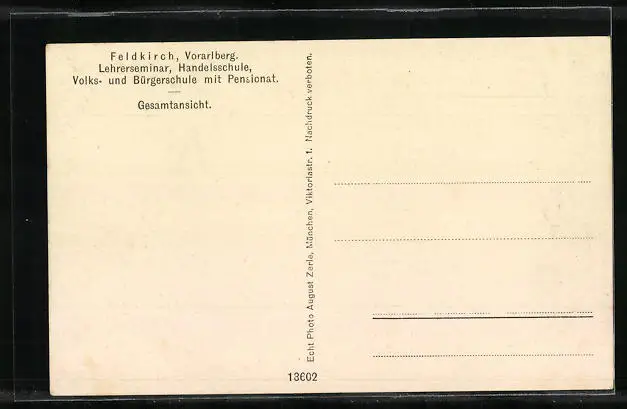 Feldkirch, Vorarlberg.
Lehrerseminar, Handelsschule,
Volks- und Bürgerschule mit Pensionat.
Gesamtansicht.
Echt Photo August Zerle, München, Viktoriastr. 1. Nachdruck verboten.
13602